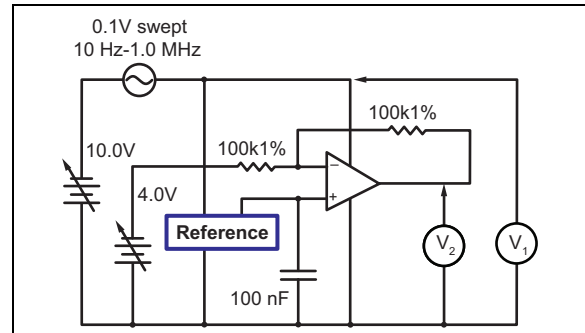 0.1V swept
10 Hz-1.0 MHz
100k1%
100k1%
10.0V
4.0V
−
+
Reference
V2
V1
100 nF